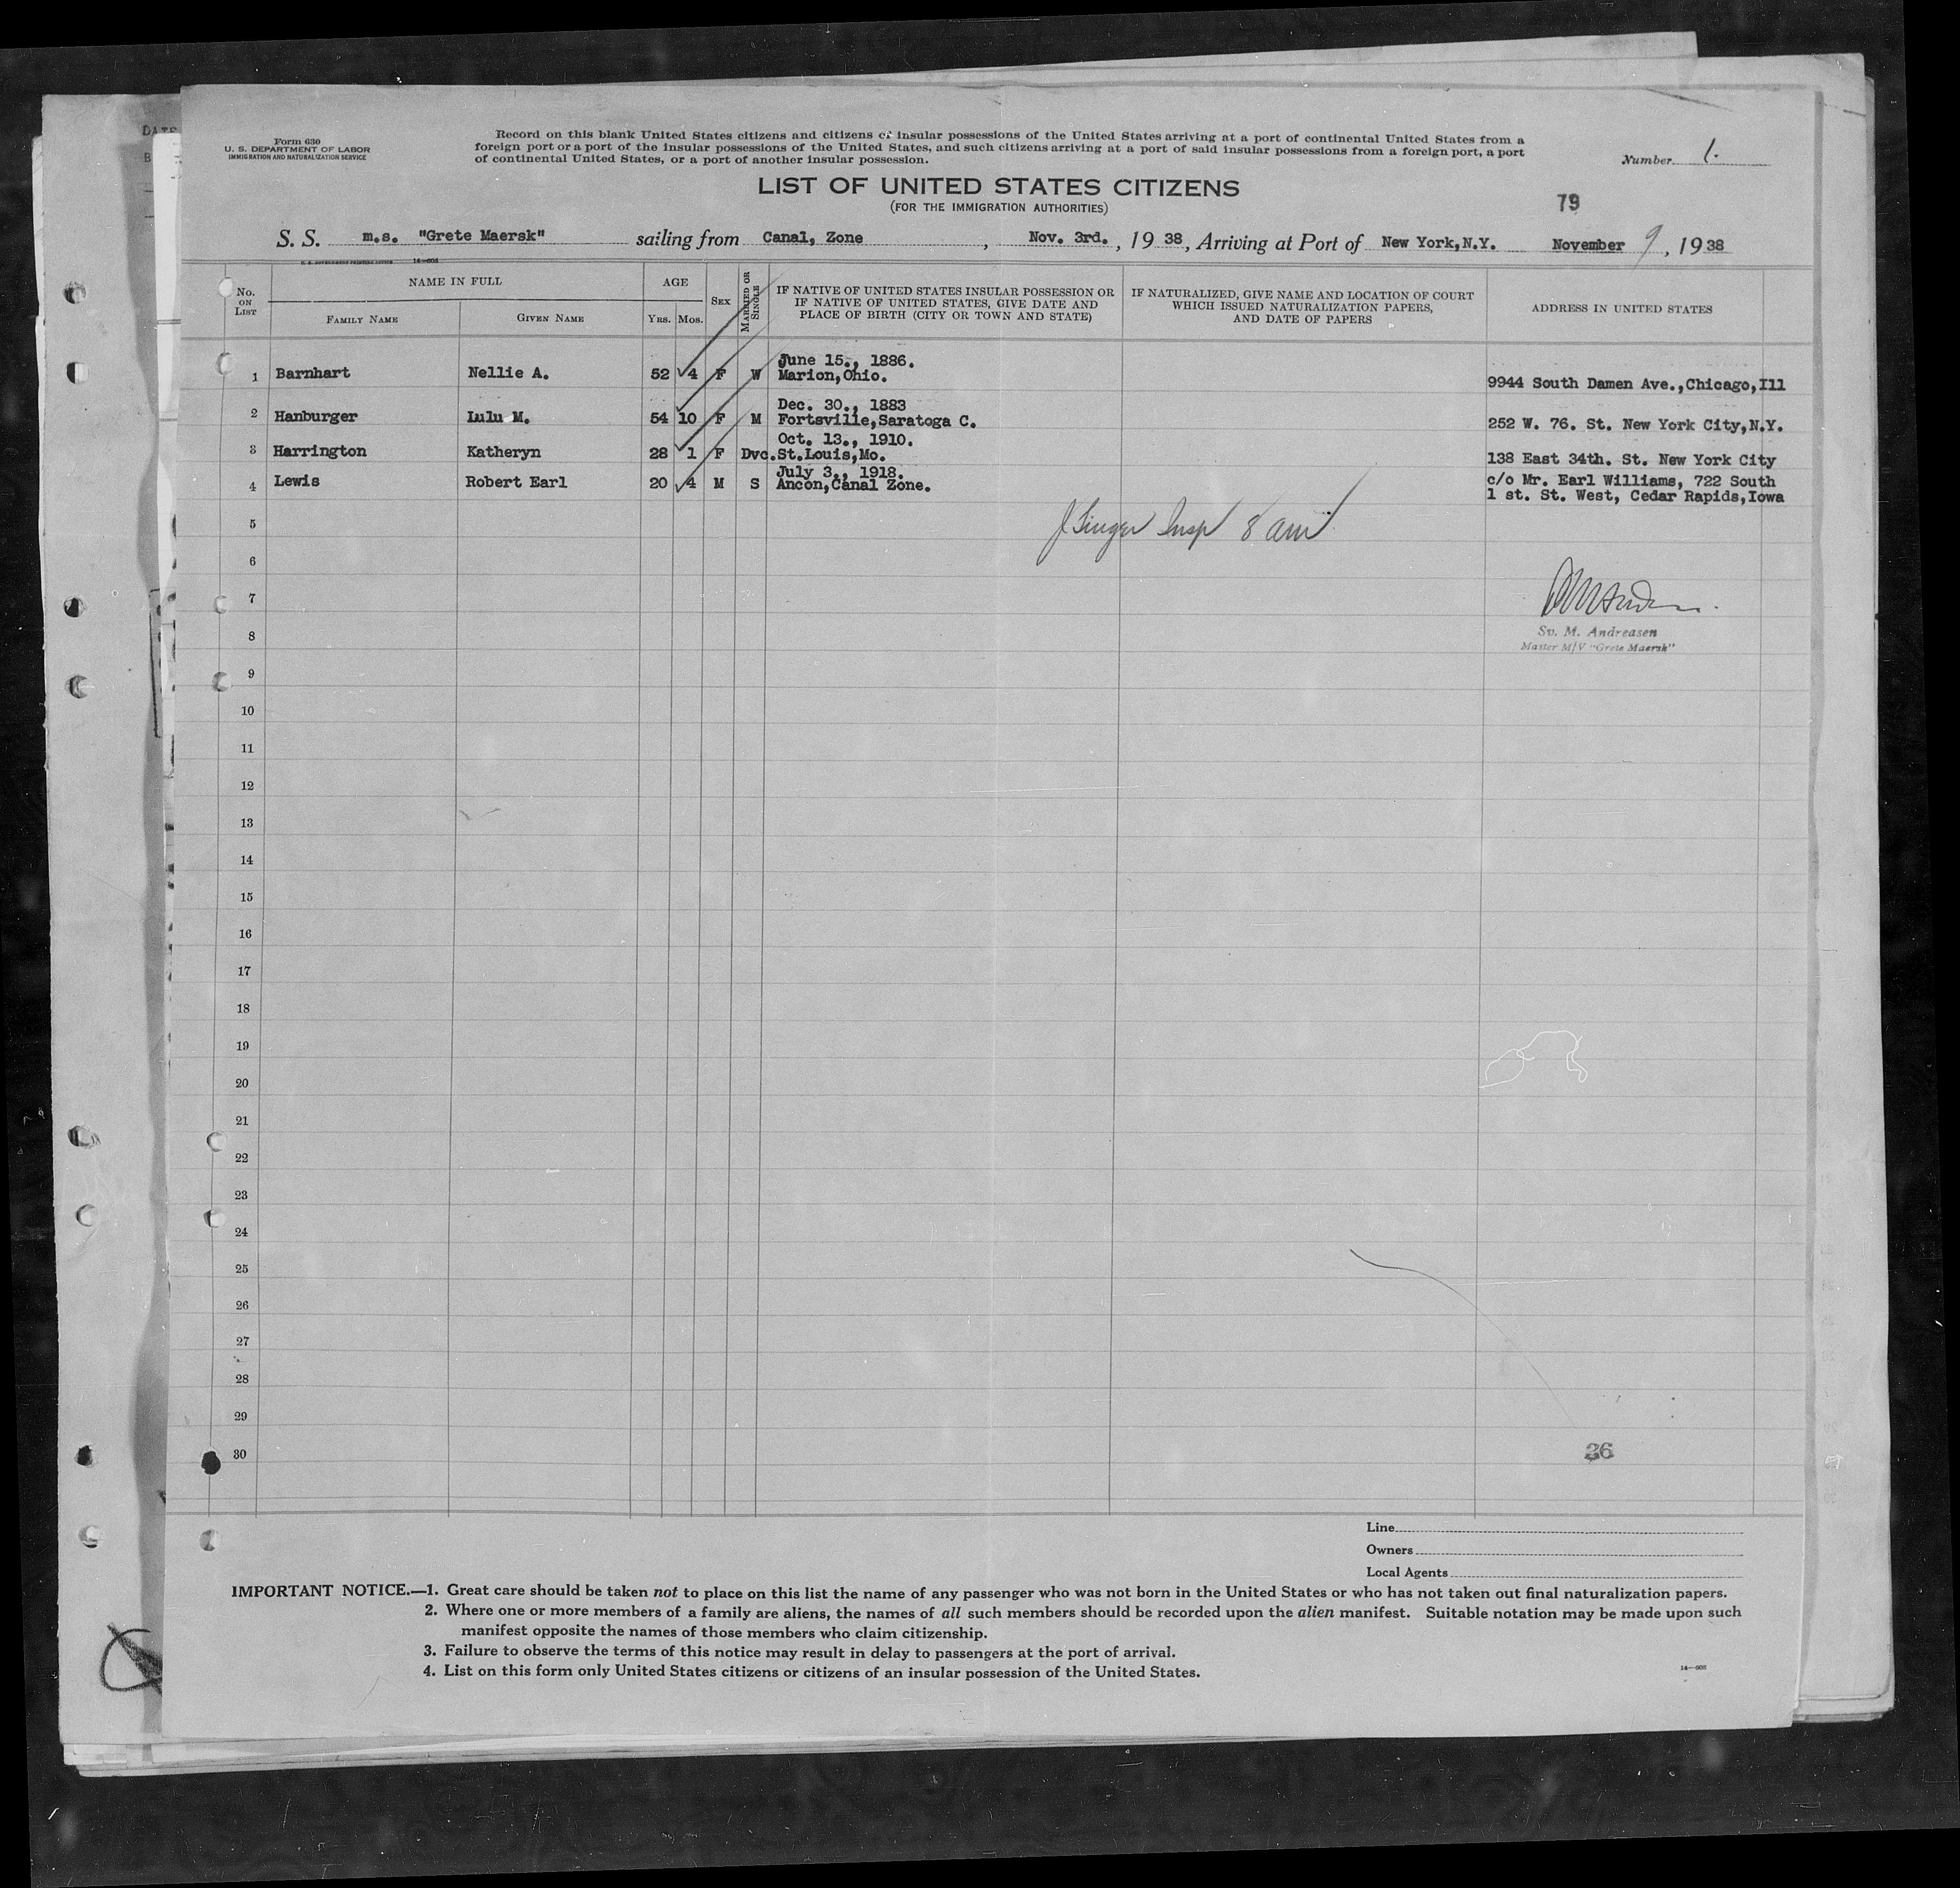 Form 630
U. S. DEPARTMENT OF LABOR
IMMIGRATION AND NATURALIZATION SERVICE
Record on this blank United States citizens and citizens of insular possessions of the United States arriving at a port of continental United States from a
foreign port or a port of the insular possessions of the United States, and such citizens arriving at a port of said insular possessions from a foreign port, a port
of continental United States, or a port of another insular possession.
Number 1.
LIST OF UNITED STATES CITIZENS
(FOR THE IMMIGRATION AUTHORITIES)
79
S. S. m.s. "Grete Maersk" sailing from Canal, Zone, Nov. 3rd., 1938, Arriving at Port of New York,N.Y. November 9, 1938
U. S. GOVERNMENT PRINTING OFFICE 14—608
No. ON LIST
NAME IN FULL
FAMILY NAME
GIVEN NAME
AGE
YRS. MOS.
SEX
MARRIED OR SINGLE
IF NATIVE OF UNITED STATES INSULAR POSSESSION OR
IF NATIVE OF UNITED STATES, GIVE DATE AND
PLACE OF BIRTH (CITY OR TOWN AND STATE)
IF NATURALIZED, GIVE NAME AND LOCATION OF COURT
WHICH ISSUED NATURALIZATION PAPERS,
AND DATE OF PAPERS
ADDRESS IN UNITED STATES
June 15., 1886.
1 Barnhart Nellie A. 52 4 F W Marion,Ohio. 9944 South Damen Ave.,Chicago,Ill
Dec. 30., 1883
2 Hanburger Lulu M. 54 10 F M Fortsville,Saratoga C. 252 W. 76. St. New York City,N.Y.
Oct. 13., 1910.
3 Harrington Katheryn 28 1 F Dvc. St.Louis,Mo. 138 East 34th. St. New York City
July 3., 1918.
4 Lewis Robert Earl 20 4 M S Ancon,Canal Zone. c/o Mr. Earl Williams, 722 South
1 st. St. West, Cedar Rapids,Iowa
5
Insp 8 am
6
7
8
Sv. M. Andreasen
Master M/V "Grete Maersk"
9
10
11
12
13
14
15
16
17
18
19
20
21
22
23
24
25
26
27
28
29
30
26
Line
Owners
Local Agents
IMPORTANT NOTICE.—1. Great care should be taken not to place on this list the name of any passenger who was not born in the United States or who has not taken out final naturalization papers.
2. Where one or more members of a family are aliens, the names of all such members should be recorded upon the alien manifest. Suitable notation may be made upon such
manifest opposite the names of those members who claim citizenship.
3. Failure to observe the terms of this notice may result in delay to passengers at the port of arrival.
4. List on this form only United States citizens or citizens of an insular possession of the United States.
14—608